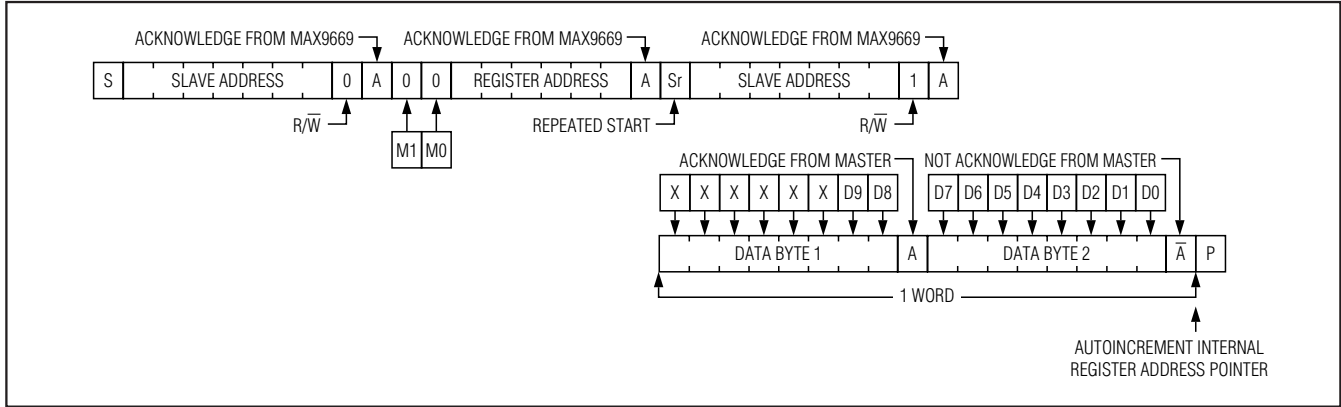 ACKNOWLEDGE FROM MAX9669 ACKNOWLEDGE FROM MAX9669 ACKNOWLEDGE FROM MAX9669
S SLAVE ADDRESS 0 A 0 0 REGISTER ADDRESS A Sr SLAVE ADDRESS 1 A
R/W̅ REPEATED START R/W̅
M1 M0
ACKNOWLEDGE FROM MASTER NOT ACKNOWLEDGE FROM MASTER
X X X X X X D9 D8 D7 D6 D5 D4 D3 D2 D1 D0
DATA BYTE 1 A DATA BYTE 2 A̅ P
1 WORD
AUTOINCREMENT INTERNAL
REGISTER ADDRESS POINTER